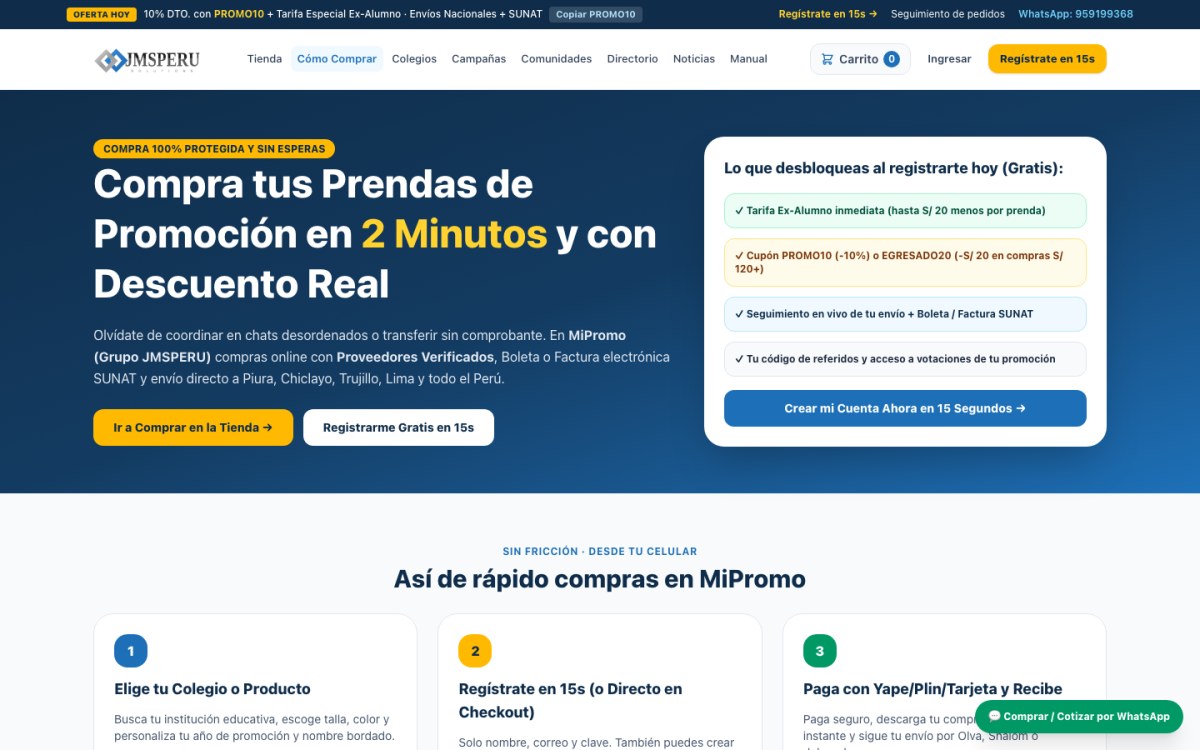 OFERTA HOY 10% DTO. con PROMO10 + Tarifa Especial Ex-Alumno · Envíos Nacionales + SUNAT Copiar PROMO10 Regístrate en 15s → Seguimiento de pedidos WhatsApp: 959199368
JMSPERU
SOLUTIONS
Tienda Cómo Comprar Colegios Campañas Comunidades Directorio Noticias Manual Carrito 0 Ingresar Regístrate en 15s
COMPRA 100% PROTEGIDA Y SIN ESPERAS
Compra tus Prendas de
Promoción en 2 Minutos y con
Descuento Real
Olvídate de coordinar en chats desordenados o transferir sin comprobante. En MiPromo
(Grupo JMSPERU) compras online con Proveedores Verificados, Boleta o Factura electrónica
SUNAT y envío directo a Piura, Chiclayo, Trujillo, Lima y todo el Perú.
Ir a Comprar en la Tienda →
Registrarme Gratis en 15s
Lo que desbloqueas al registrarte hoy (Gratis):
✓ Tarifa Ex-Alumno inmediata (hasta S/ 20 menos por prenda)
✓ Cupón PROMO10 (-10%) o EGRESADO20 (-S/ 20 en compras S/
120+)
✓ Seguimiento en vivo de tu envío + Boleta / Factura SUNAT
✓ Tu código de referidos y acceso a votaciones de tu promoción
Crear mi Cuenta Ahora en 15 Segundos →
SIN FRICCIÓN · DESDE TU CELULAR
Así de rápido compras en MiPromo
1
Elige tu Colegio o Producto
Busca tu institución educativa, escoge talla, color y
personaliza tu año de promoción y nombre bordado.
2
Regístrate en 15s (o Directo en
Checkout)
Solo nombre, correo y clave. También puedes crear
3
Paga con Yape/Plin/Tarjeta y Recibe
Paga seguro, descarga tu
instante y sigue tu envío por Olva, Shalom o
💬 Comprar / Cotizar por WhatsApp